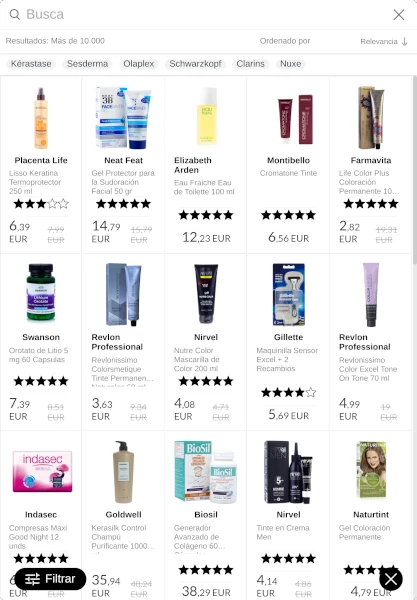 Busca
Resultados: Más de 10.000
Ordenado por
Relevancia
Kérastase
Sesderma
Olaplex
Schwarzkopf
Clarins
Nuxe
Placenta Life
Lisso Keratina
Termoprotector
250 ml
6,39
EUR
7,99
EUR
Neat Feat
Gel Protector para
la Sudoración
Facial 50 gr
14,79
EUR
15,79
EUR
Elizabeth
Arden
Eau Fraiche Eau
de Toilette 100 ml
12,23 EUR
Montibello
Cromatone Tinte
6,56 EUR
Farmavita
Life Color Plus
Coloración
Permanente 10...
2,82
EUR
19,31
EUR
Swanson
Orotato de Litio 5
mg 60 Capsulas
7,39
EUR
8,51
EUR
Revlon
Professional
Revlonissimo
Colorsmetique
Tinte Permanen...
3,63
EUR
9,34
EUR
Nirvel
Nutre Color
Mascarilla de
Color 200 ml
4,08
EUR
4,71
EUR
Gillette
Maquinilla Sensor
Excel + 2
Recambios
5,69 EUR
Revlon
Professional
Revlonissimo
Color Excel Tone
On Tone 70 ml
4,99
EUR
19
EUR
indasec
Indasec
Compresas Maxi
Good Night 12
unds
Goldwell
Kerasilk Control
Champú
Purificante 1000...
35,94
EUR
48,24
EUR
BioSil
BioSil
Biosil
Generador
Avanzado de
Colágeno 60...
38,29 EUR
Nirvel
Tinte en Crema
Men
4,14
EUR
4,86
EUR
Naturtint
Gel Coloración
Permanente
4,79 EUR
Filtrar